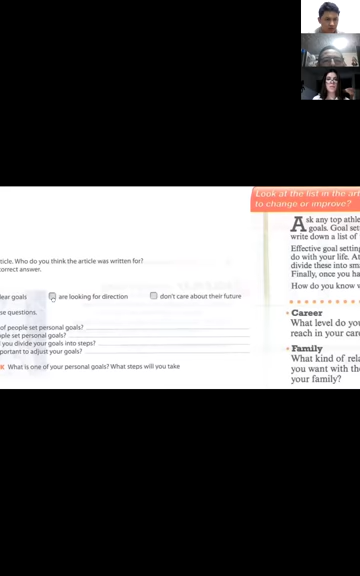 ticle. Who do you think the article was written for?
correct answer.
lear goals are looking for direction don't care about their future
se questions.
of people set personal goals?
ople set personal goals?
you divide your goals into steps?
portant to adjust your goals?
What is one of your personal goals? What steps will you take
Look at the list in the art
to change or improve?
Ask any top athle
goals. Goal set
write down a list of
Effective goal setting
do with your life. At
divide these into sm
Finally, once you ha
How do you know w
• Career
What level do yo
reach in your care
• Family
What kind of rela
you want with the
your family?